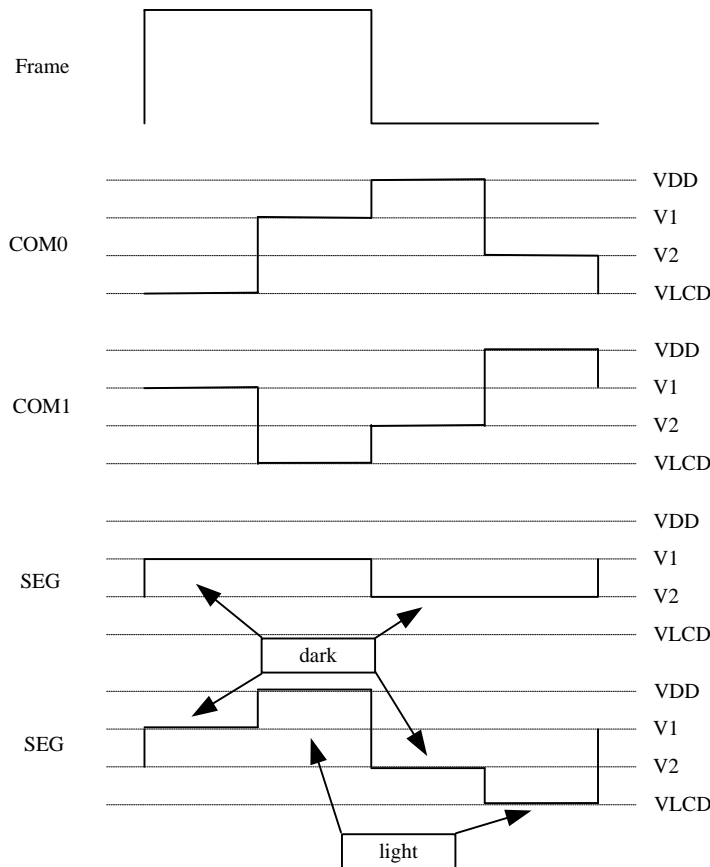 Frame
VDD
V1
COM0
V2
VLCD
VDD
V1
COM1
V2
VLCD
VDD
V1
SEG
V2
VLCD
dark
VDD
V1
SEG
V2
VLCD
light